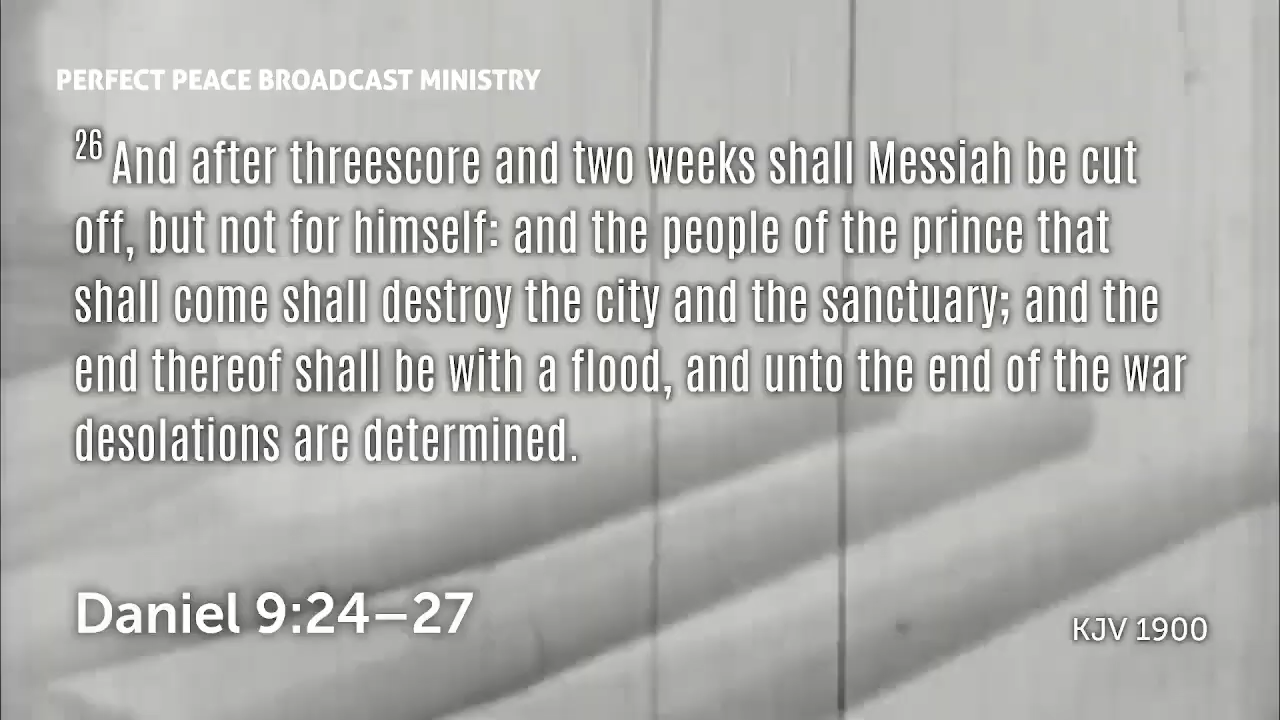 PERFECT PEACE BROADCAST MINISTRY
26 And after threescore and two weeks shall Messiah be cut
off, but not for himself: and the people of the prince that
shall come shall destroy the city and the sanctuary; and the
end thereof shall be with a flood, and unto the end of the war
desolations are determined.
Daniel 9:24–27
KJV 1900